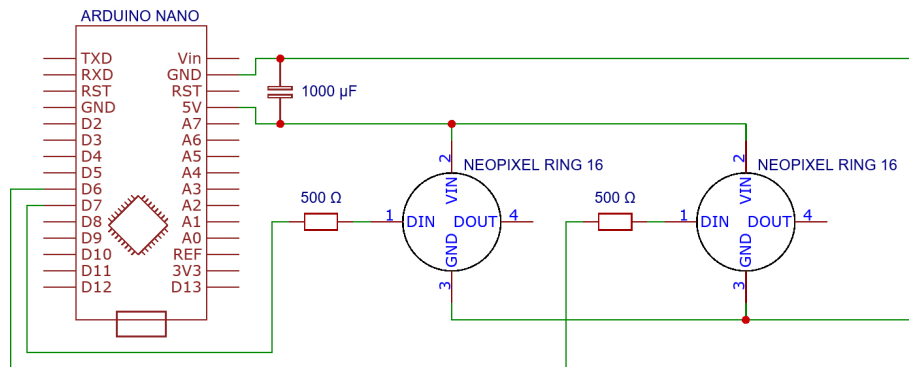 ARDUINO NANO
TXD Vin
RXD GND
RST RST
GND 5V
D2 A7
D3 A6
D4 A5
D5 A4
D6 A3
D7 A2
D8 A1
D9 A0
D10 REF
D11 3V3
D12 D13
1000 µF
500 Ω
NEOPIXEL RING 16
2
VIN
1 DIN DOUT 4
GND
3
500 Ω
NEOPIXEL RING 16
2
VIN
1 DIN DOUT 4
GND
3